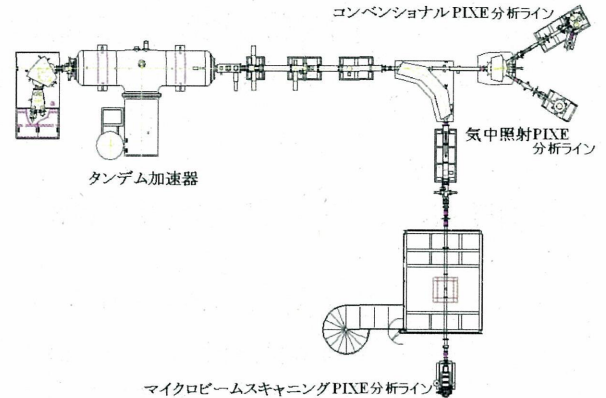 コンベンショナルPIXE分析ライン
気中照射PIXE
分析ライン
タンデム加速器
マイクロビームスキャニングPIXE分析ライン